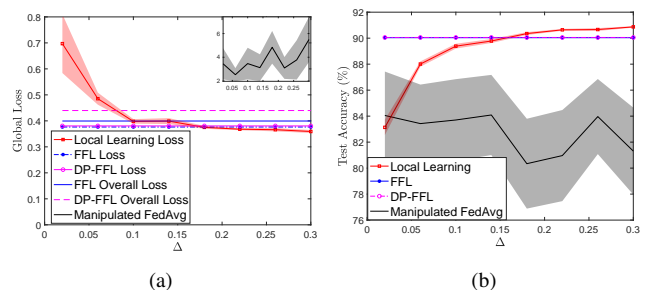 0.8
0.7
0.6
0.5
0.4
0.3
0.2
0.1
0
Global Loss
6
4
2
0.05 0.1 0.15 0.2 0.25
Local Learning Loss
FFL Loss
DP-FFL Loss
FFL Overall Loss
DP-FFL Overall Loss
Manipulated FedAvg
0 0.05 0.1 0.15 0.2 0.25 0.3
Δ
(a)
92
90
88
86
84
82
80
78
76
Test Accuracy (%)
Local Learning
FFL
DP-FFL
Manipulated FedAvg
0 0.05 0.1 0.15 0.2 0.25 0.3
Δ
(b)